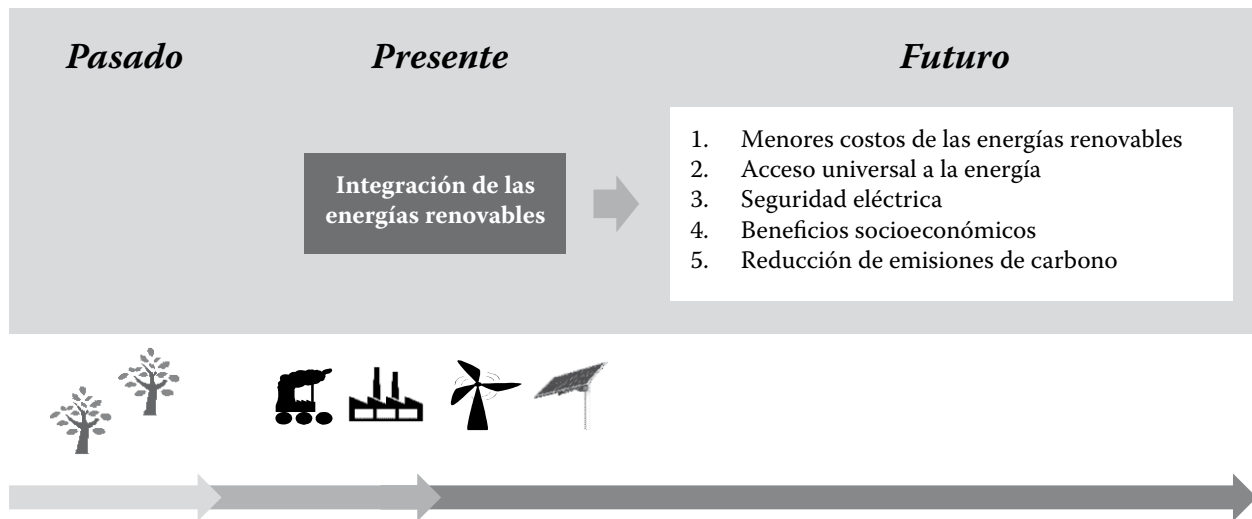 Pasado
Presente
Futuro
Integración de las
energías renovables
1. Menores costos de las energías renovables
2. Acceso universal a la energía
3. Seguridad eléctrica
4. Beneficios socioeconómicos
5. Reducción de emisiones de carbono